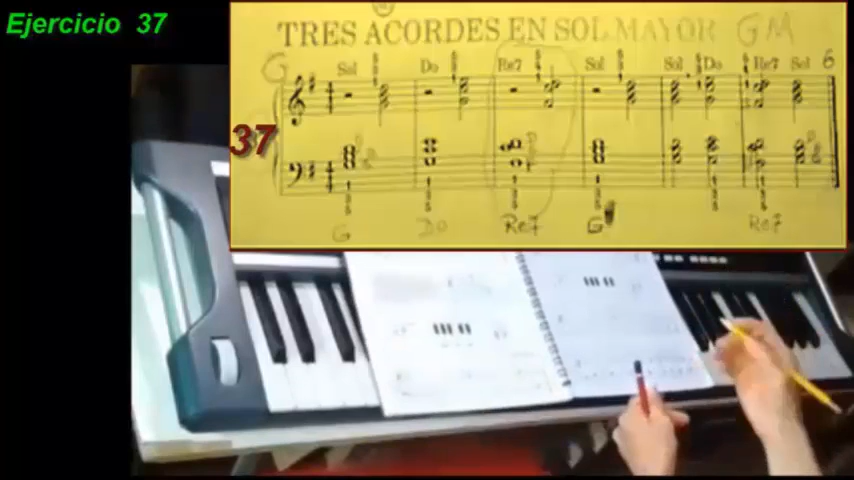 Ejercicio 37
TRES ACORDES EN SOL MAYOR GM
G Sol Do Re7 Sol Sol Do Re7 Sol 6
37
G Do Re7 G Re7